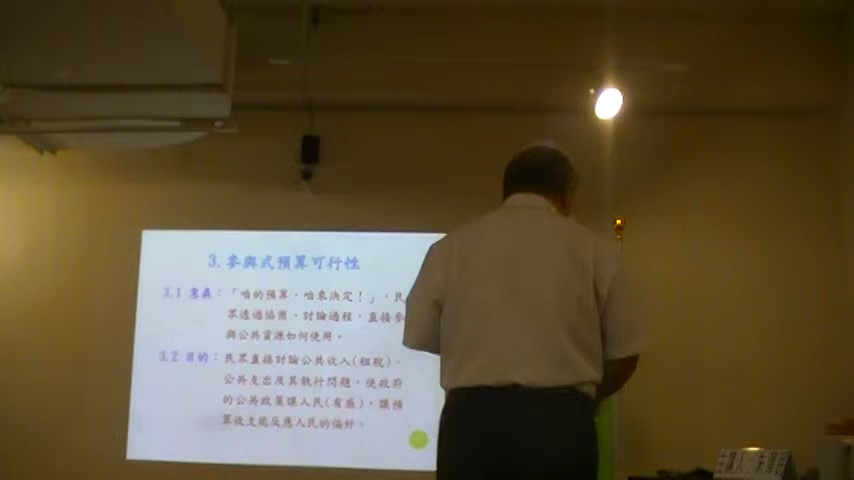 3. 參與式預算可行性
3.1 意義：「咱的預算，咱來決定！」，民
眾透過協商、討論過程，直接參
與公共資源如何使用。
3.2 目的：民眾直接討論公共收入(租稅)、
公共支出及其執行問題，使政府
的公共政策讓人民(有感)，讓預
算收支能反應人民的偏好。
主講人